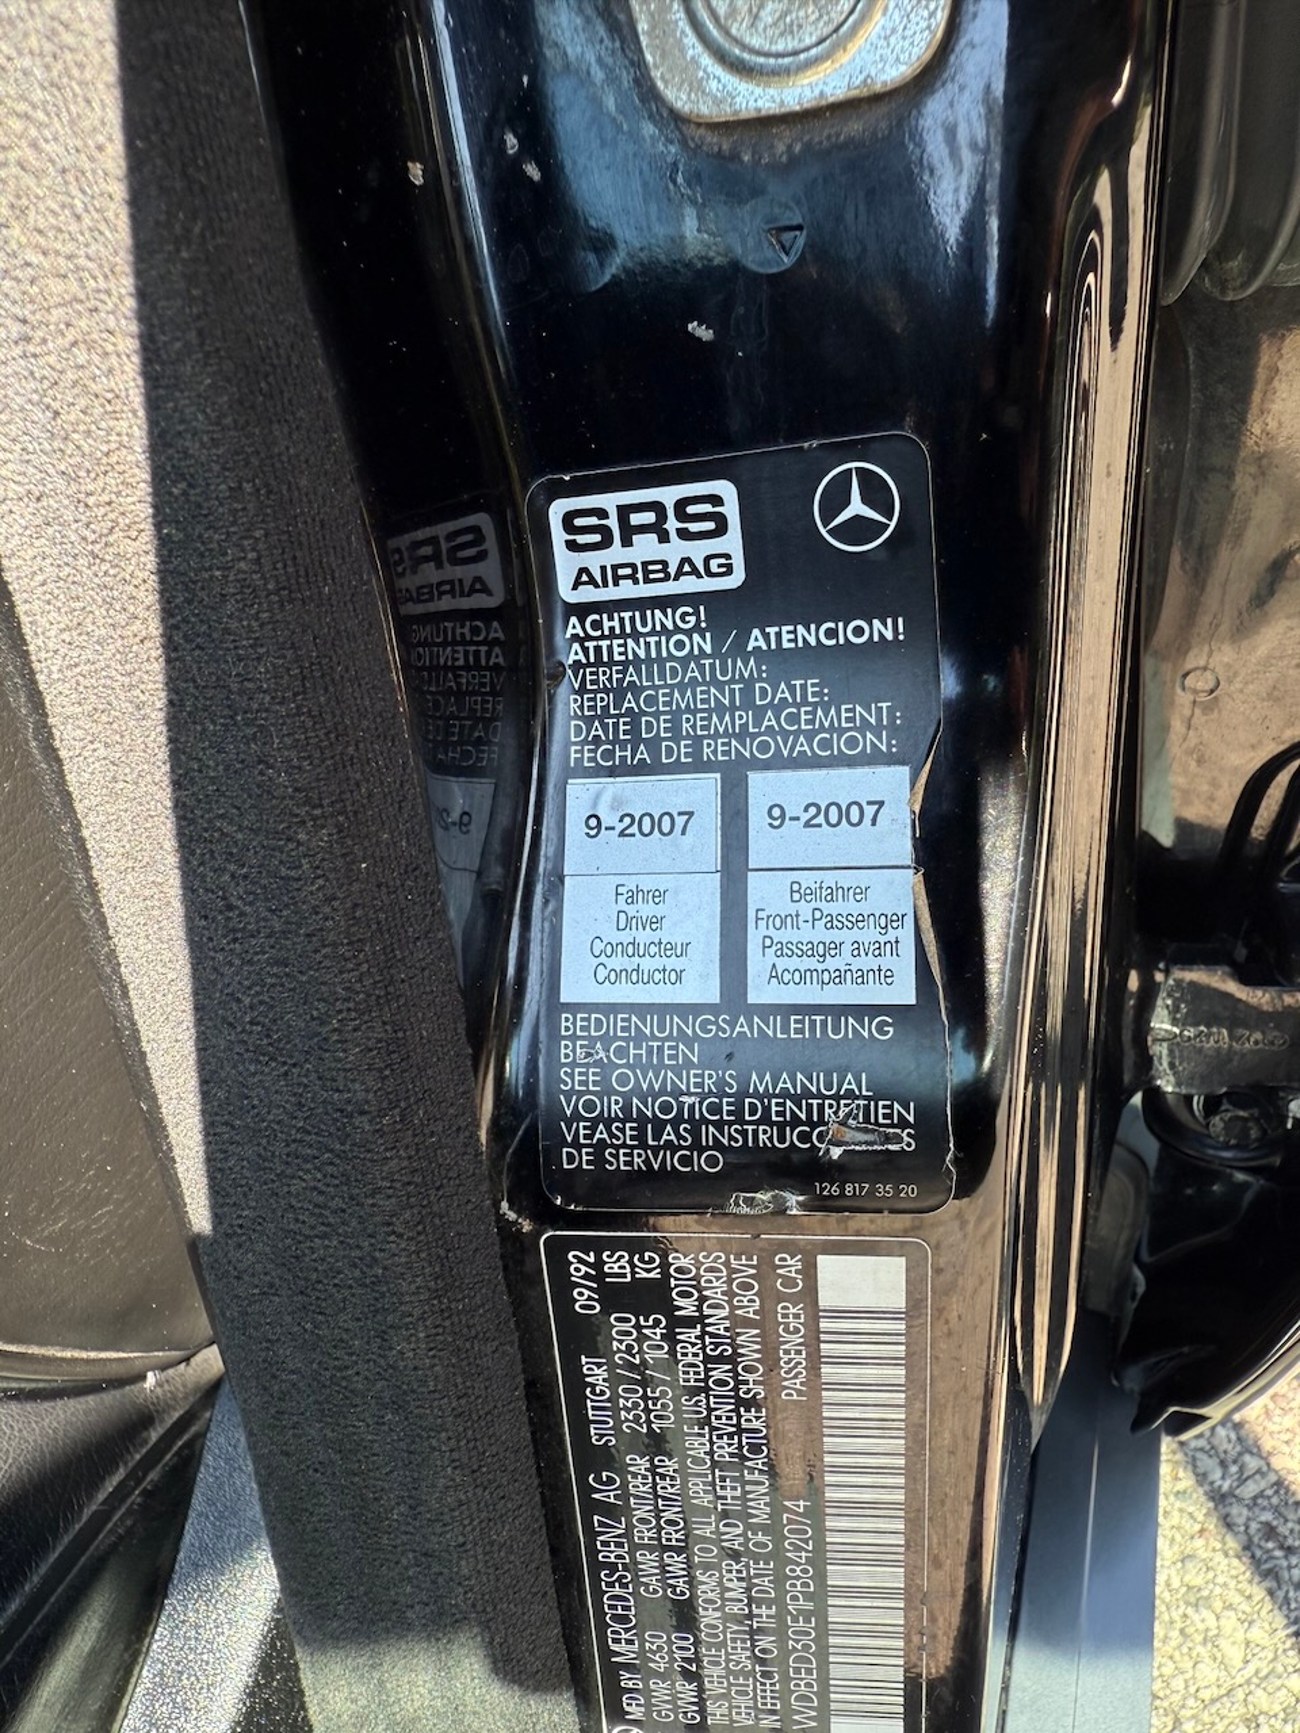 SRS
AIRBAG
ACHTUNG!
ATTENTION / ATENCION!
VERFALLDATUM:
REPLACEMENT DATE:
DATE DE REMPLACEMENT:
FECHA DE RENOVACION:
9-2007
Fahrer
Driver
Conducteur
Conductor
9-2007
Beifahrer
Front-Passenger
Passager avant
Acompañante
BEDIENUNGSANLEITUNG
BEACHTEN
SEE OWNER'S MANUAL
VOIR NOTICE D'ENTRETIEN
VEASE LAS
DE SERVICIO
126 817 35 20
MFD BY MERCEDES-BENZ AG STUTTGART 09/92
GVWR 4630 GAWR FRONT/REAR 2330 / 2300 LBS
GVWR 2100 GAWR FRONT/REAR 1055 / 1045 KG
THIS VEHICLE CONFORMS TO ALL APPLICABLE U.S. FEDERAL MOTOR
VEHICLE SAFETY, BUMPER, AND THEFT PREVENTION STANDARDS
IN EFFECT ON THE DATE OF MANUFACTURE SHOWN ABOVE
WDBED30E1PB842074 PASSENGER CAR